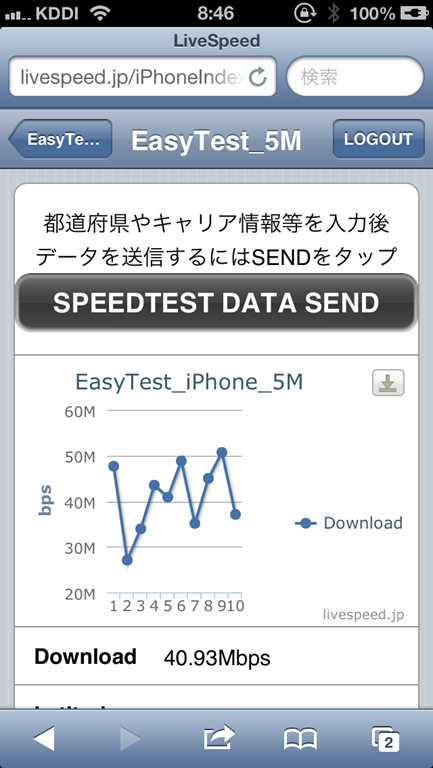 KDDI 8:46 100%
LiveSpeed
livespeed.jp/iPhoneInde
検索
EasyTe... EasyTest_5M LOGOUT
都道府県やキャリア情報等を入力後
データを送信するにはSENDをタップ
SPEEDTEST DATA SEND
EasyTest_iPhone_5M
60M
50M
40M
30M
20M
bps
1 2 3 4 5 6 7 8 9 10
Download
livespeed.jp
Download 40.93Mbps
2